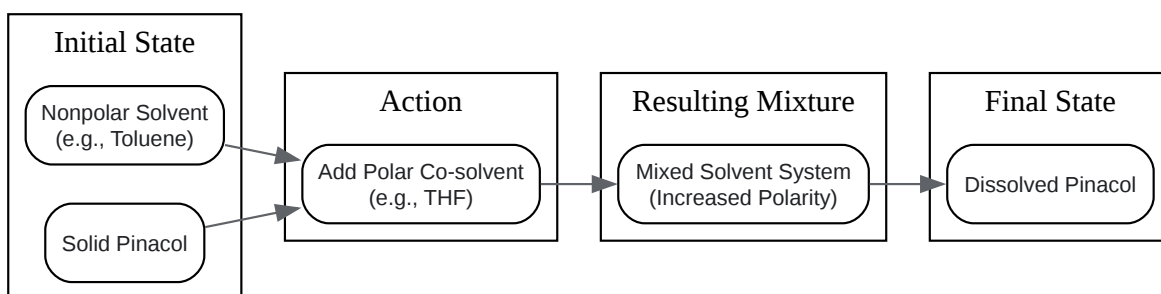 Initial State
Nonpolar Solvent
(e.g., Toluene)
Solid Pinacol
Action
Add Polar Co-solvent
(e.g., THF)
Resulting Mixture
Mixed Solvent System
(Increased Polarity)
Final State
Dissolved Pinacol